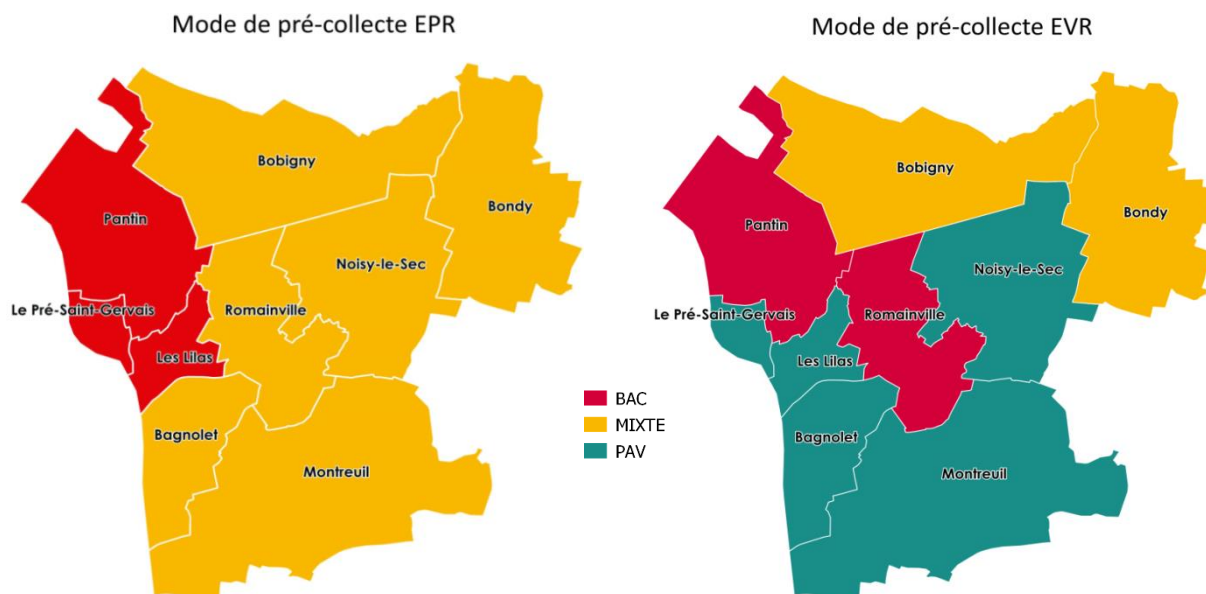 Mode de pré-collecte EPR
Bobigny
Bondy
Pantin
Noisy-le-Sec
Le Pré-Saint-Gervais
Romainville
Les Lilas
Bagnolet
Montreuil
BAC
MIXTE
PAV
Mode de pré-collecte EVR
Bobigny
Bondy
Pantin
Noisy-le-Sec
Le Pré-Saint-Gervais
Romainville
Les Lilas
Bagnolet
Montreuil